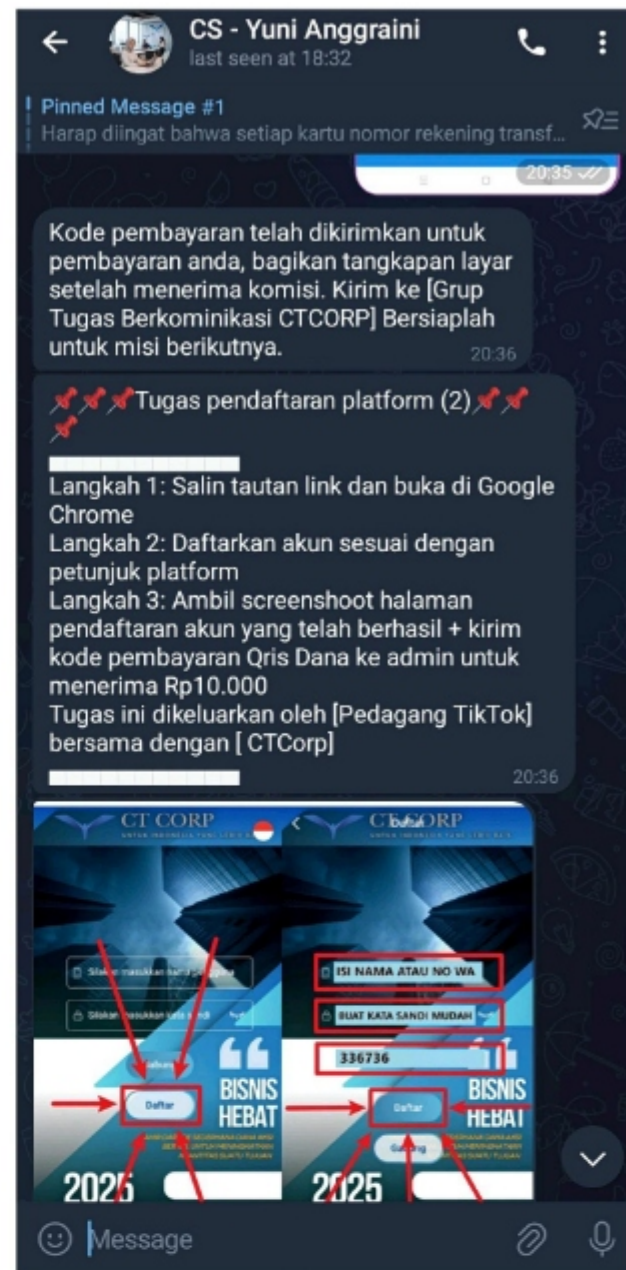 CS - Yuni Anggraini
last seen at 18:32
Pinned Message #1
Harap diingat bahwa setiap kartu nomor rekening transf...
20:35
Kode pembayaran telah dikirimkan untuk
pembayaran anda, bagikan tangkapan layar
setelah menerima komisi. Kirim ke [Grup
Tugas Berkominikasi CTCORP] Bersiaplah
untuk misi berikutnya.
20:36
Tugas pendaftaran platform (2)
Langkah 1: Salin tautan link dan buka di Google
Chrome
Langkah 2: Daftarkan akun sesuai dengan
petunjuk platform
Langkah 3: Ambil screenshoot halaman
pendaftaran akun yang telah berhasil + kirim
kode pembayaran Qris Dana ke admin untuk
menerima Rp10.000
Tugas ini dikeluarkan oleh [Pedagang TikTok]
bersama dengan [ CTCorp]
20:36
CT CORP
Silakan masukkan
Silakan masukkan kata sandi
Daftar
BISNIS
HEBAT
2025
CT CORP
ISI NAMA ATAU NO WA
BUAT KATA SANDI MUDAH
336736
Daftar
BISNIS
HEBAT
2025
Message